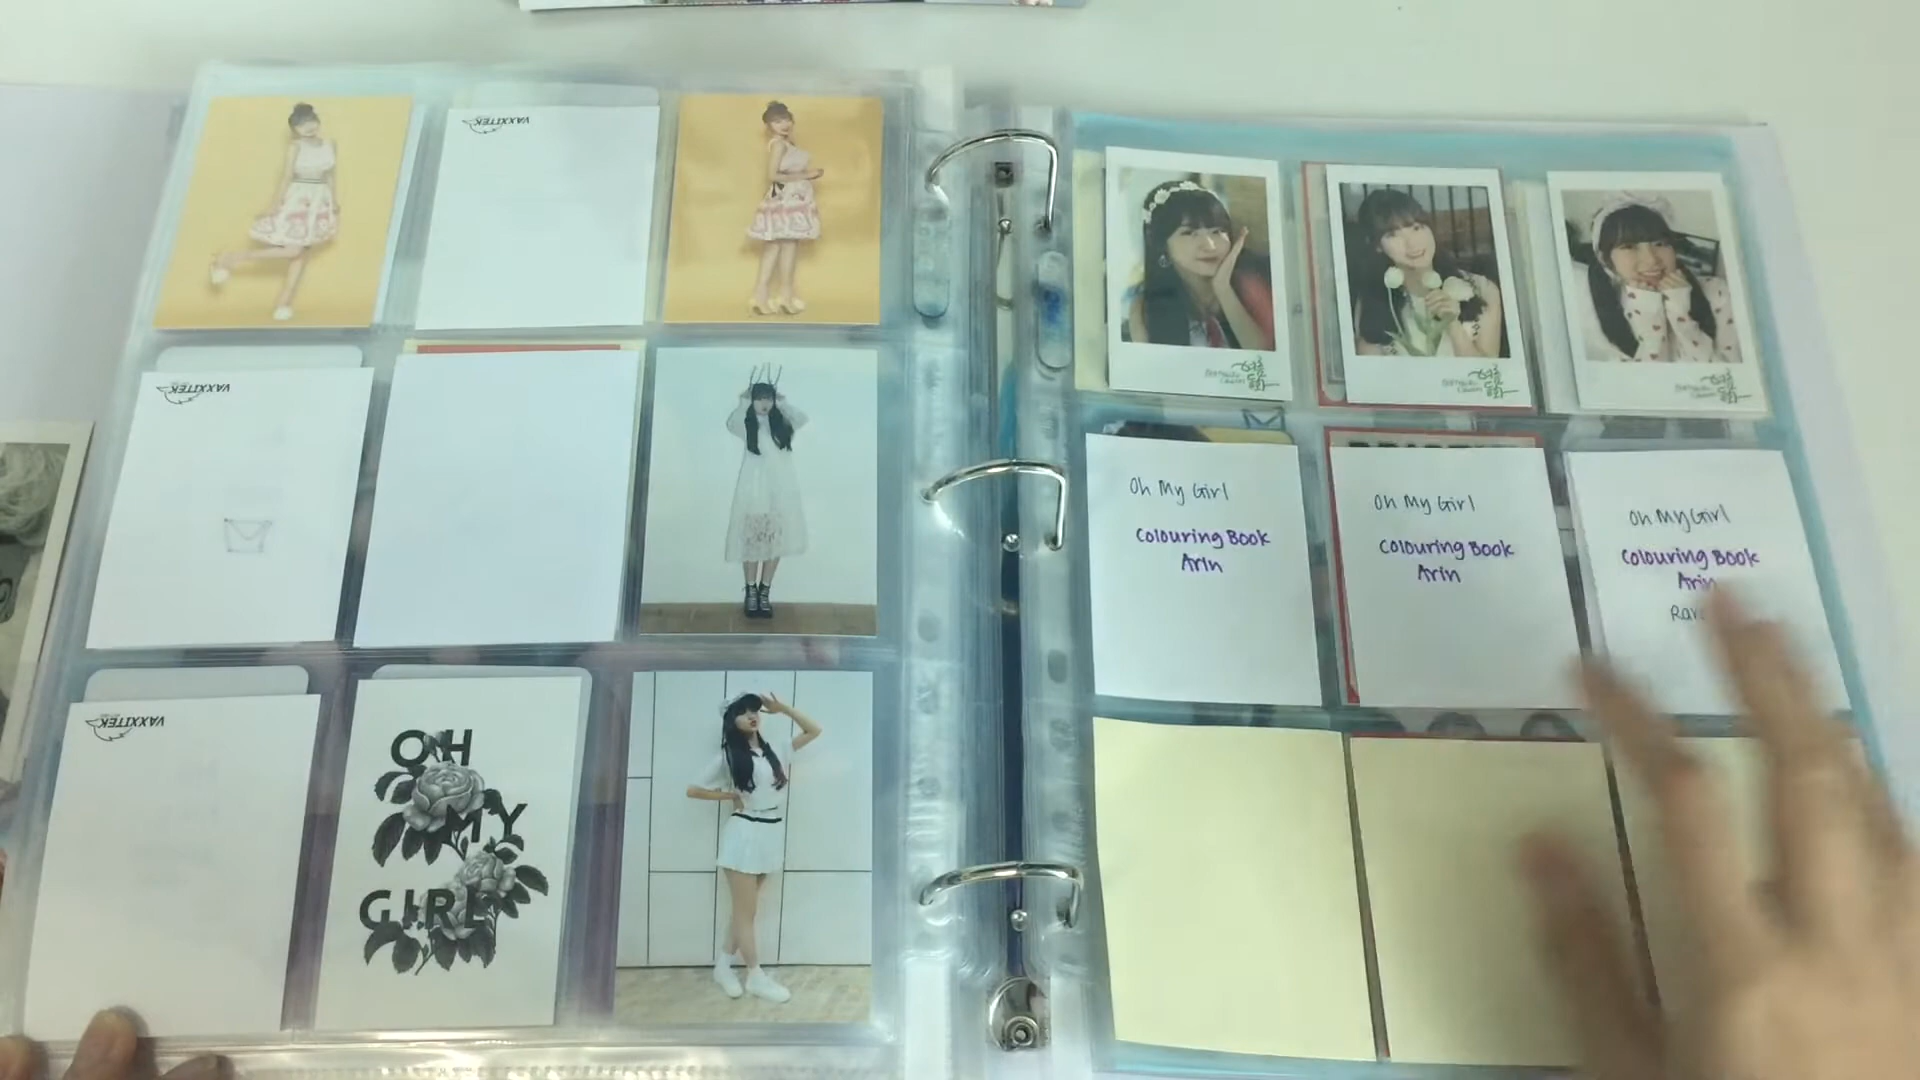 VAXXITEK
VAXXITEK
VAXXITEK
OH
MY
GIRL
Oh My Girl
Colouring Book
Arin
Oh My Girl
Colouring Book
Arin
Oh My Girl
Colouring Book
Arin